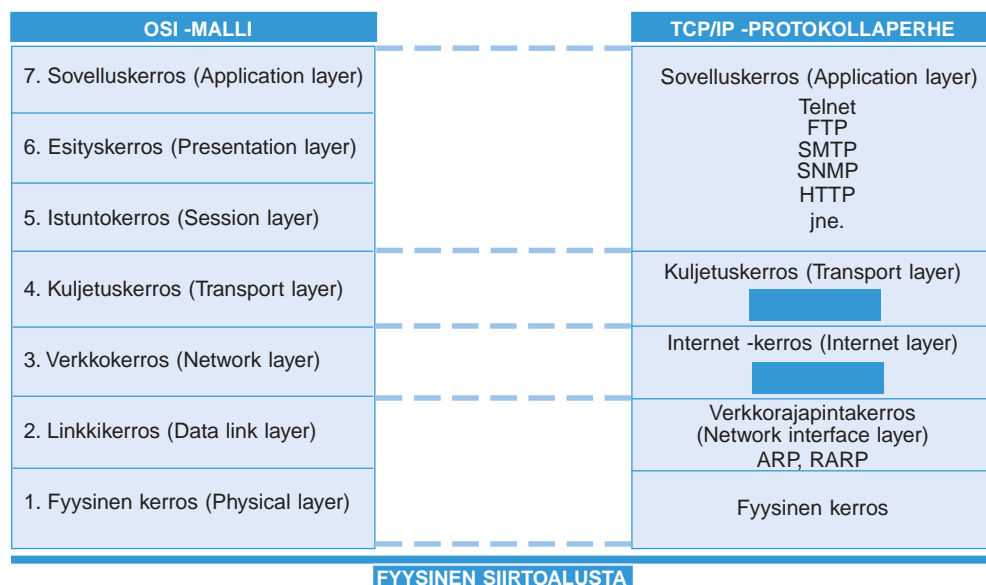 OSI -MALLI
7. Sovelluskerros (Application layer)
6. Esityskerros (Presentation layer)
5. Istuntokerros (Session layer)
4. Kuljetuskerros (Transport layer)
3. Verkkokerros (Network layer)
2. Linkkikerros (Data link layer)
1. Fyysinen kerros (Physical layer)
TCP/IP -PROTOKOLLAPERHE
Sovelluskerros (Application layer)
Telnet
FTP
SMTP
SNMP
HTTP
jne.
Kuljetuskerros (Transport layer)
Internet -kerros (Internet layer)
Verkkorajapintakerros
(Network interface layer)
ARP, RARP
Fyysinen kerros
FYYSINEN SIIRTOALUSTA